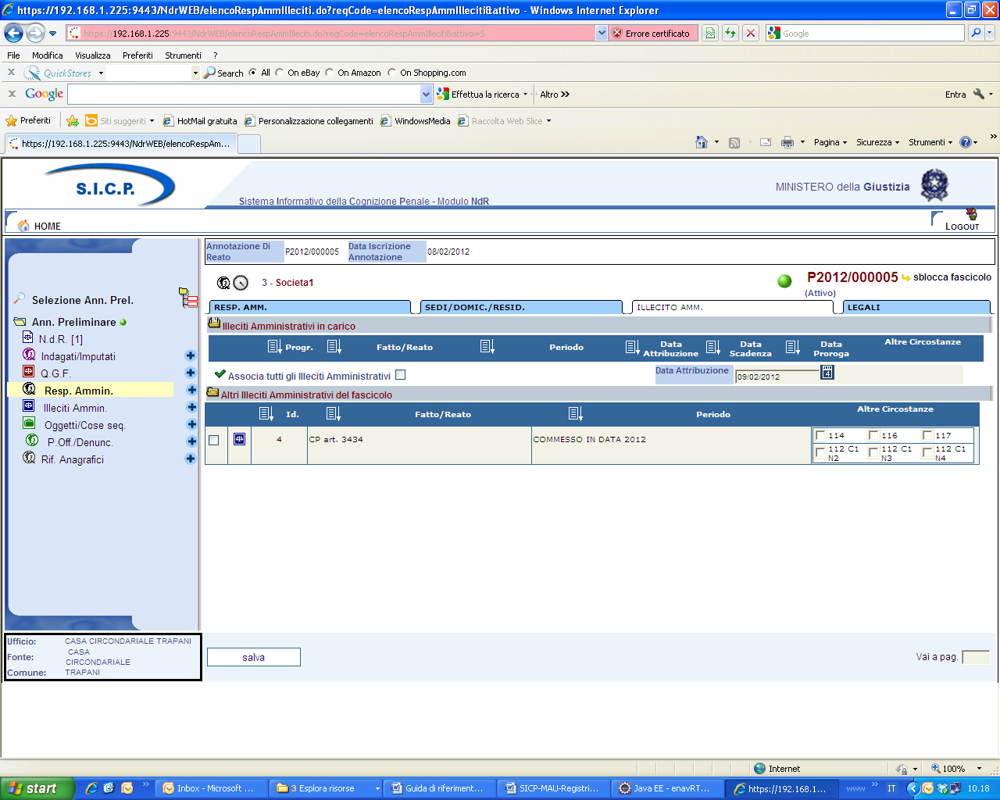 https://192.168.1.225:9443/NdrWEB/elencoRespAmmIlleciti.do?reqCode=elencoRespAmmIlleciti&attivo - Windows Internet Explorer
https://192.168.1.225:9443/NdrWEB/elencoRespAmmIlleciti.do?reqCode=elencoRespAmmIlleciti&attivo=S
Errore certificato
Google
File Modifica Visualizza Preferiti Strumenti ?
x QuickStores Search All On eBay On Amazon On Shopping.com
x Google Effettua la ricerca Altro >> Entra
Preferiti Siti suggeriti HotMail gratuita Personalizzazione collegamenti WindowsMedia Raccolta Web Slice
https://192.168.1.225:9443/NdrWEB/elencoRespAm...
Pagina Sicurezza Strumenti >>
S.I.C.P.
Sistema Informativo della Cognizione Penale - Modulo NdR
MINISTERO della Giustizia
HOME
LOGOUT
Annotazione Di Reato P2012/000005 Data Iscrizione Annotazione 08/02/2012
3 - Societa1
P2012/000005 sblocca fascicolo
(Attivo)
Selezione Ann. Prel.
Ann. Preliminare
N.d.R. [1]
Indagati/Imputati
Q.G.F.
Resp. Ammin.
Illeciti Ammin.
Oggetti/Cose seq.
P.Off./Denunc.
Rif. Anagrafici
RESP. AMM. SEDI/DOMIC./RESID. ILLECITO AMM. LEGALI
Illeciti Amministrativi in carico
Progr. Fatto/Reato Periodo Data Attribuzione Data Scadenza Data Proroga Altre Circostanze
Associa tutti gli Illeciti Amministrativi
Data Attribuzione 09/02/2012 4
Altri Illeciti Amministrativi del fascicolo
Id. Fatto/Reato Periodo Altre Circostanze
4 CP art. 3434 COMMESSO IN DATA 2012
114 116 117
112 C1 N2 112 C1 N3 112 C1 N4
Ufficio: CASA CIRCONDARIALE TRAPANI
Fonte: CASA CIRCONDARIALE
Comune: TRAPANI
salva
Vai a pag.
Internet
100%
start
>>
Inbox - Microsoft ...
3 Esplora risorse
Guida di riferiment...
SICP-MAU-Registri...
Java EE - enavRT...
https://192.168.1...
www >>
IT
10.18